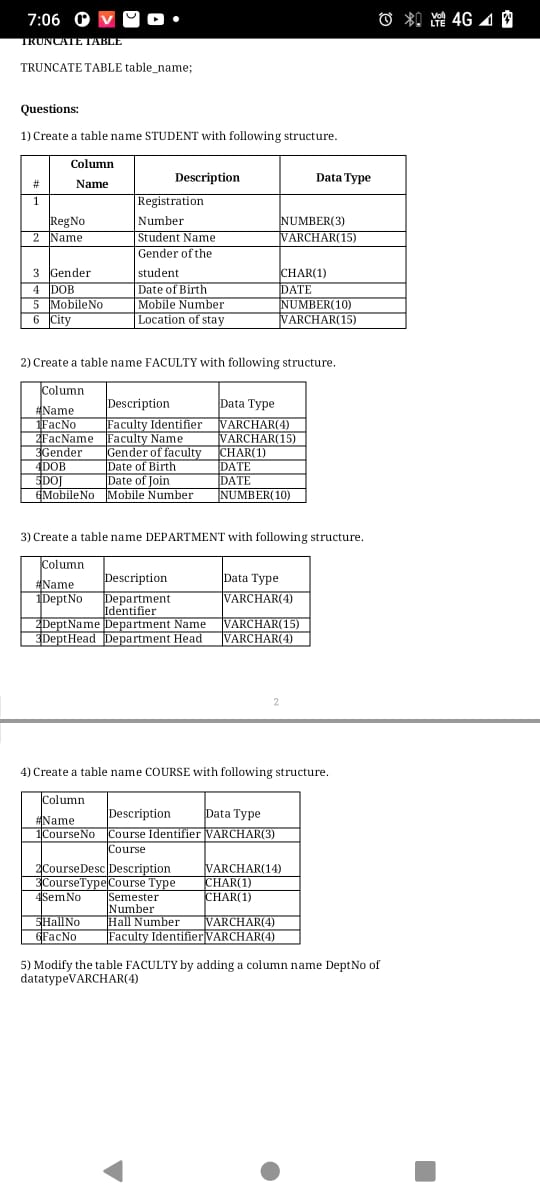 7:06
Vo) LTE 4G
TRUNCATE TABLE
TRUNCATE TABLE table_name;
Questions:
1) Create a table name STUDENT with following structure.
# Column Name Description Data Type
1 RegNo Registration Number NUMBER(3)
2 Name Student Name VARCHAR(15)
3 Gender Gender of the student CHAR(1)
4 DOB Date of Birth DATE
5 MobileNo Mobile Number NUMBER(10)
6 City Location of stay VARCHAR(15)
2) Create a table name FACULTY with following structure.
# Column Name Description Data Type
1 FacNo Faculty Identifier VARCHAR(4)
2 FacName Faculty Name VARCHAR(15)
3 Gender Gender of faculty CHAR(1)
4 DOB Date of Birth DATE
5 DOJ Date of Join DATE
6 MobileNo Mobile Number NUMBER(10)
3) Create a table name DEPARTMENT with following structure.
# Column Name Description Data Type
1 DeptNo Department Identifier VARCHAR(4)
2 DeptName Department Name VARCHAR(15)
3 DeptHead Department Head VARCHAR(4)
2
4) Create a table name COURSE with following structure.
# Column Name Description Data Type
1 CourseNo Course Identifier VARCHAR(3)
2 CourseDesc Course Description VARCHAR(14)
3 CourseType Course Type CHAR(1)
4 SemNo Semester Number CHAR(1)
5 HallNo Hall Number VARCHAR(4)
6 FacNo Faculty Identifier VARCHAR(4)
5) Modify the table FACULTY by adding a column name DeptNo of
datatypeVARCHAR(4)